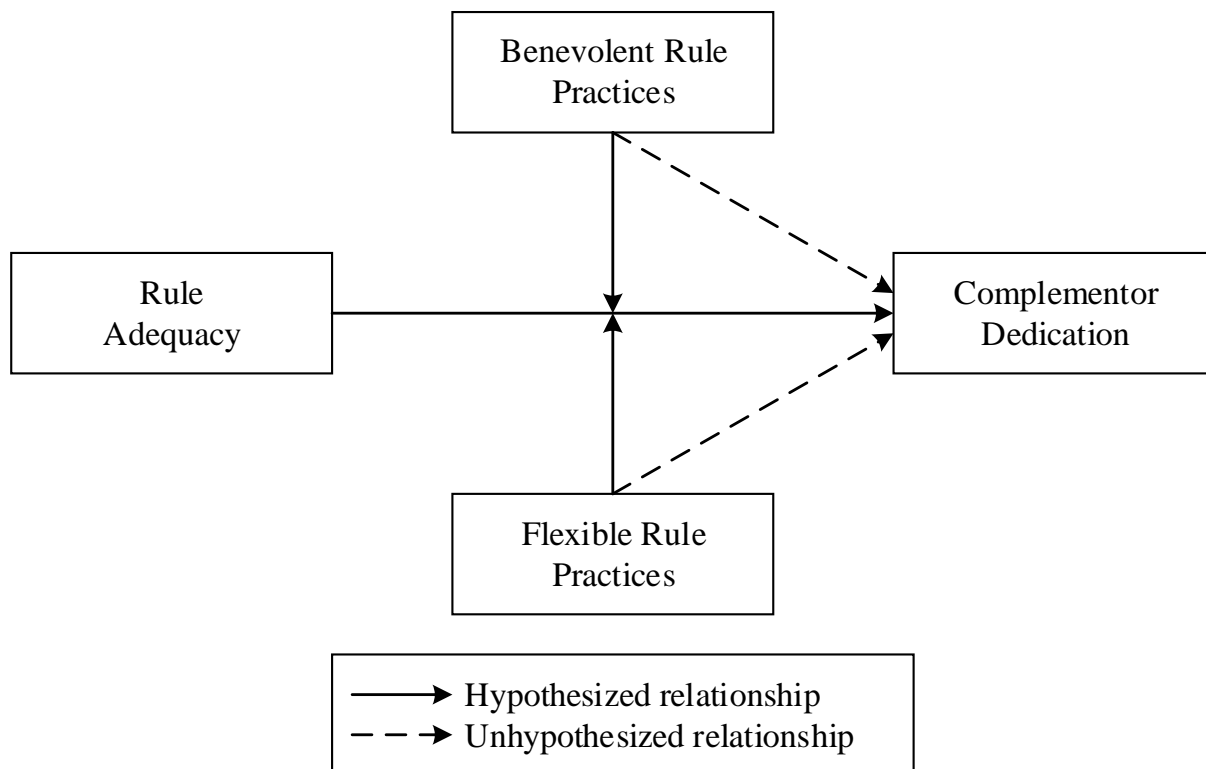 Benevolent Rule
Practices
Rule
Adequacy
Complementor
Dedication
Flexible Rule
Practices
Hypothesized relationship
Unhypothesized relationship